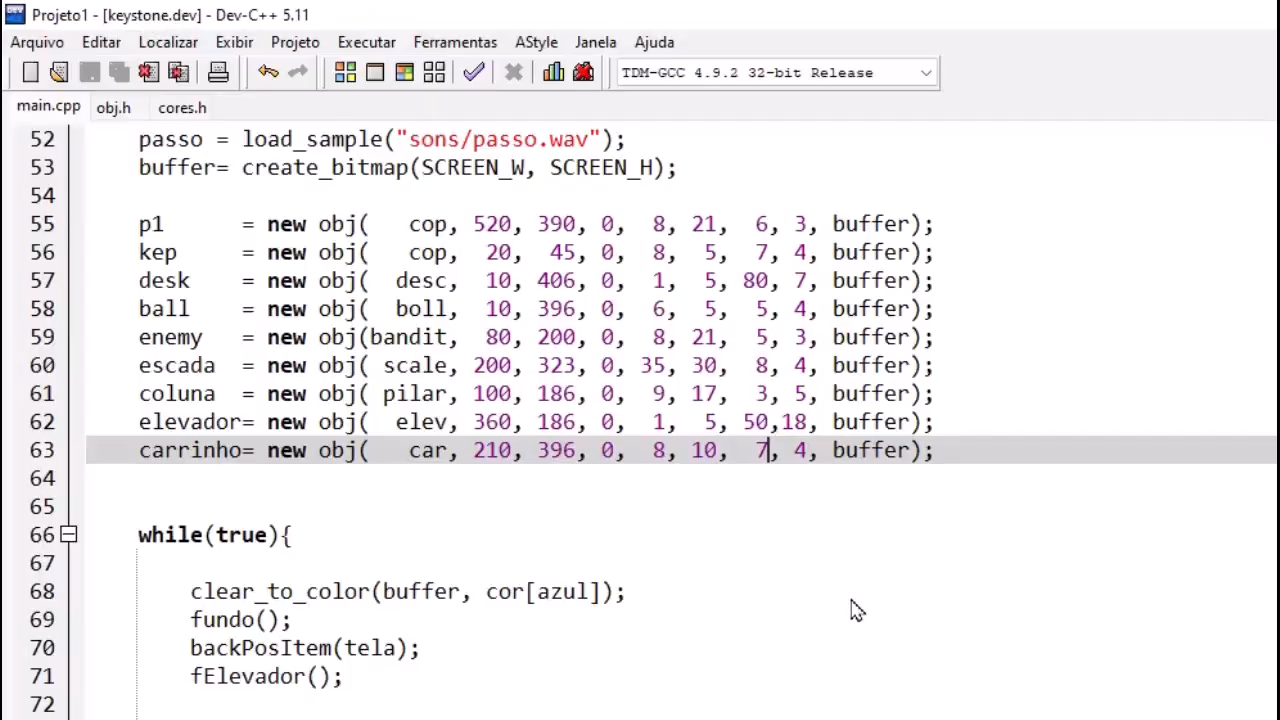 Projeto1 - [keystone.dev] - Dev-C++ 5.11
Arquivo Editar Localizar Exibir Projeto Executar Ferramentas AStyle Janela Ajuda
TDM-GCC 4.9.2 32-bit Release
main.cpp obj.h cores.h
52 passo = load_sample("sons/passo.wav");
53 buffer= create_bitmap(SCREEN_W, SCREEN_H);
54
55 p1      = new obj(   cop, 520, 390, 0,  8, 21,  6, 3, buffer);
56 kep     = new obj(   cop,  20,  45, 0,  8,  5,  7, 4, buffer);
57 desk    = new obj(  desc,  10, 406, 0,  1,  5, 80, 7, buffer);
58 ball    = new obj(  boll,  10, 396, 0,  6,  5,  5, 4, buffer);
59 enemy   = new obj(bandit,  80, 200, 0,  8, 21,  5, 3, buffer);
60 escada  = new obj( scale, 200, 323, 0, 35, 30,  8, 4, buffer);
61 coluna  = new obj( pilar, 100, 186, 0,  9, 17,  3, 5, buffer);
62 elevador= new obj(  elev, 360, 186, 0,  1,  5, 50,18, buffer);
63 carrinho= new obj(   car, 210, 396, 0,  8, 10,  7, 4, buffer);
64
65
66 while(true){
67
68     clear_to_color(buffer, cor[azul]);
69     fundo();
70     backPosItem(tela);
71     fElevador();
72